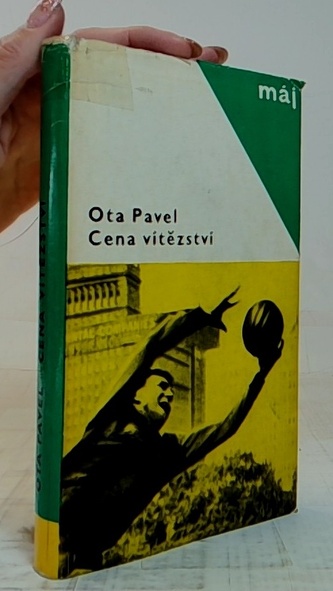 máj
Ota Pavel
Cena vítězství
OTA PAVEL CENA VÍTĚZSTVÍ